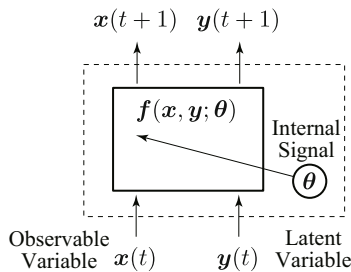 x(t+1) y(t+1)
f(x, y; θ)
Internal
Signal
θ
Observable
Variable x(t)
y(t) Latent
Variable